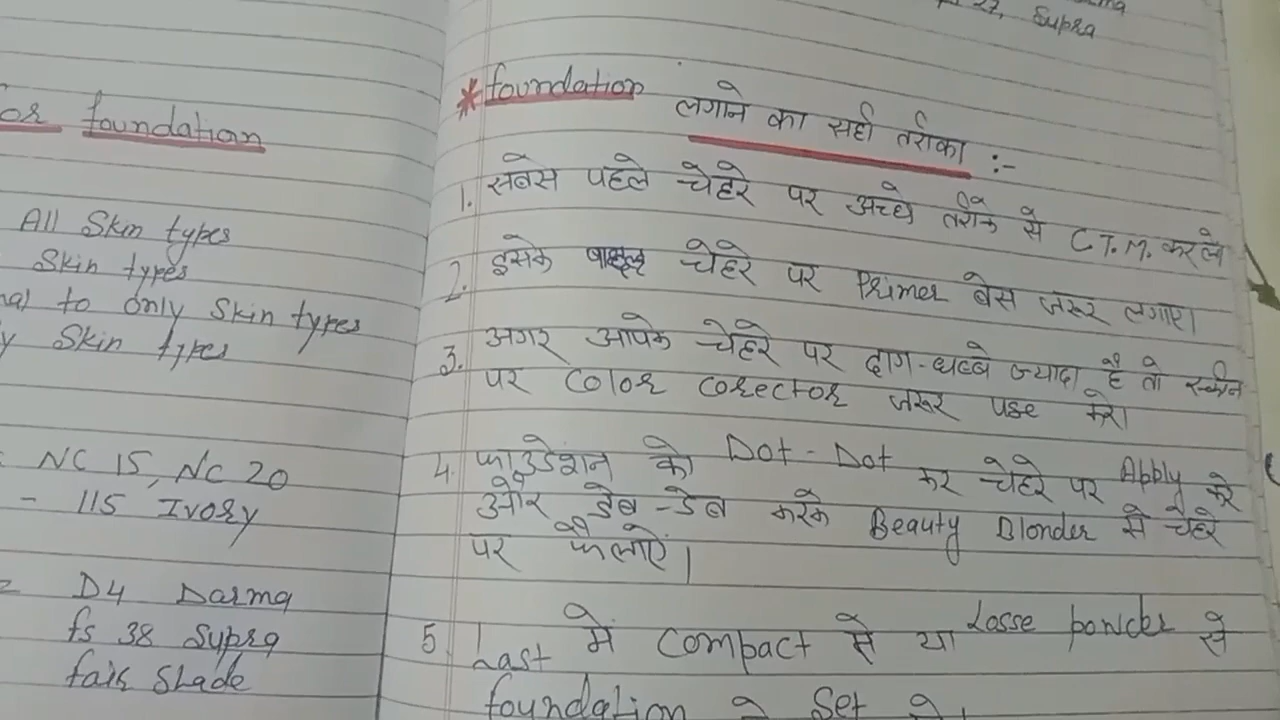 foundation
All Skin types
Skin types
to only Skin types
Skin types
NC 15, NC 20
- 115 Ivory
D4 Darma
fs 38 Supra
fair Shade
Supra
* foundation लगाने का सही तरीका :-
1. सबसे पहले चेहरे पर अच्छे तरीके से C.T.M. कर ले
2. इसके चेहरे पर Primer बेस जरूर लगाए।
3. अगर आपके चेहरे पर दाग-धब्बे ज्यादा है तो स्कीन
पर Color Corector जरूर use करे।
4. फाउंडेशन को Dot-Dot कर चेहरे पर Apply करे
और डेब-डेब करके Beauty Blonder से चेहरे
पर फैलाऐं।
5. Last में Compact से या Losse powder से
foundation Set